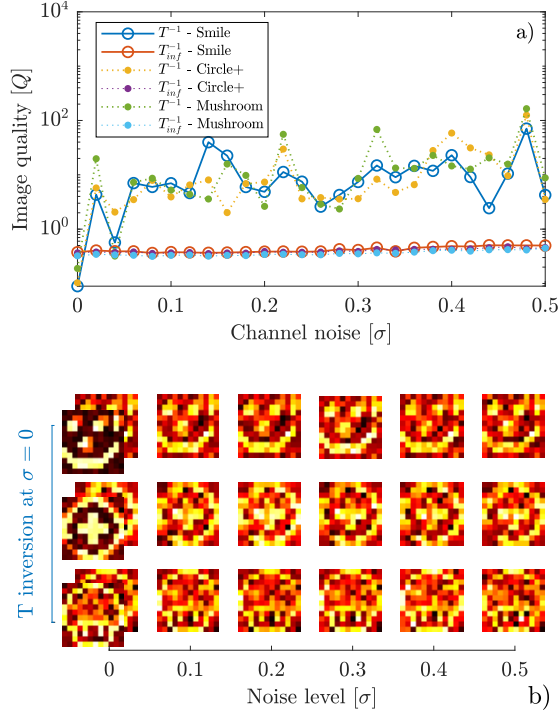 a)
Image quality [Q]
10^4
10^2
10^0
T^{-1} - Smile
T_{inf}^{-1} - Smile
T^{-1} - Circle+
T_{inf}^{-1} - Circle+
T^{-1} - Mushroom
T_{inf}^{-1} - Mushroom
0 0.1 0.2 0.3 0.4 0.5
Channel noise [σ]
T inversion at σ = 0
0 0.1 0.2 0.3 0.4 0.5
Noise level [σ]
b)